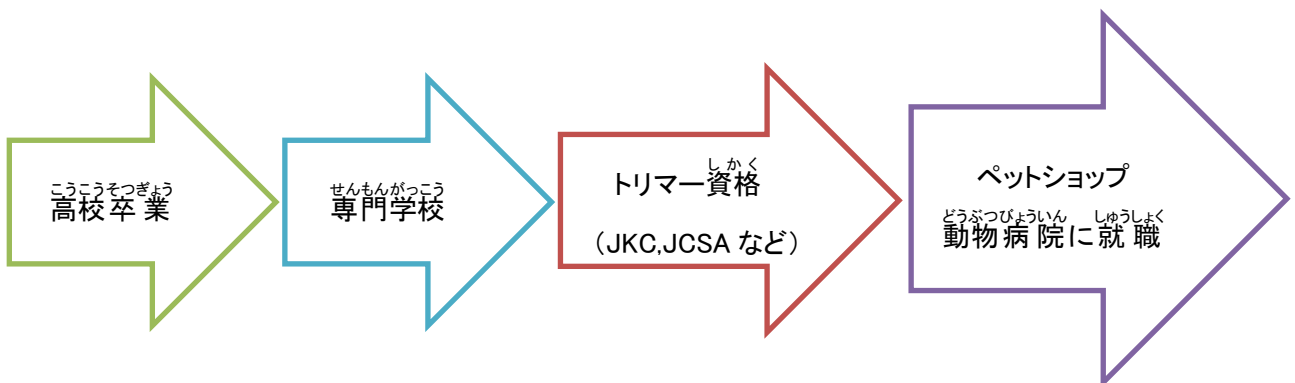 こうこうそつぎょう
高校卒業
せんもんがっこう
専門学校
しかく
トリマー資格
（JKC,JCSA など）
ペットショップ
どうぶつびょういん しゅうしょく
動物病院に就職